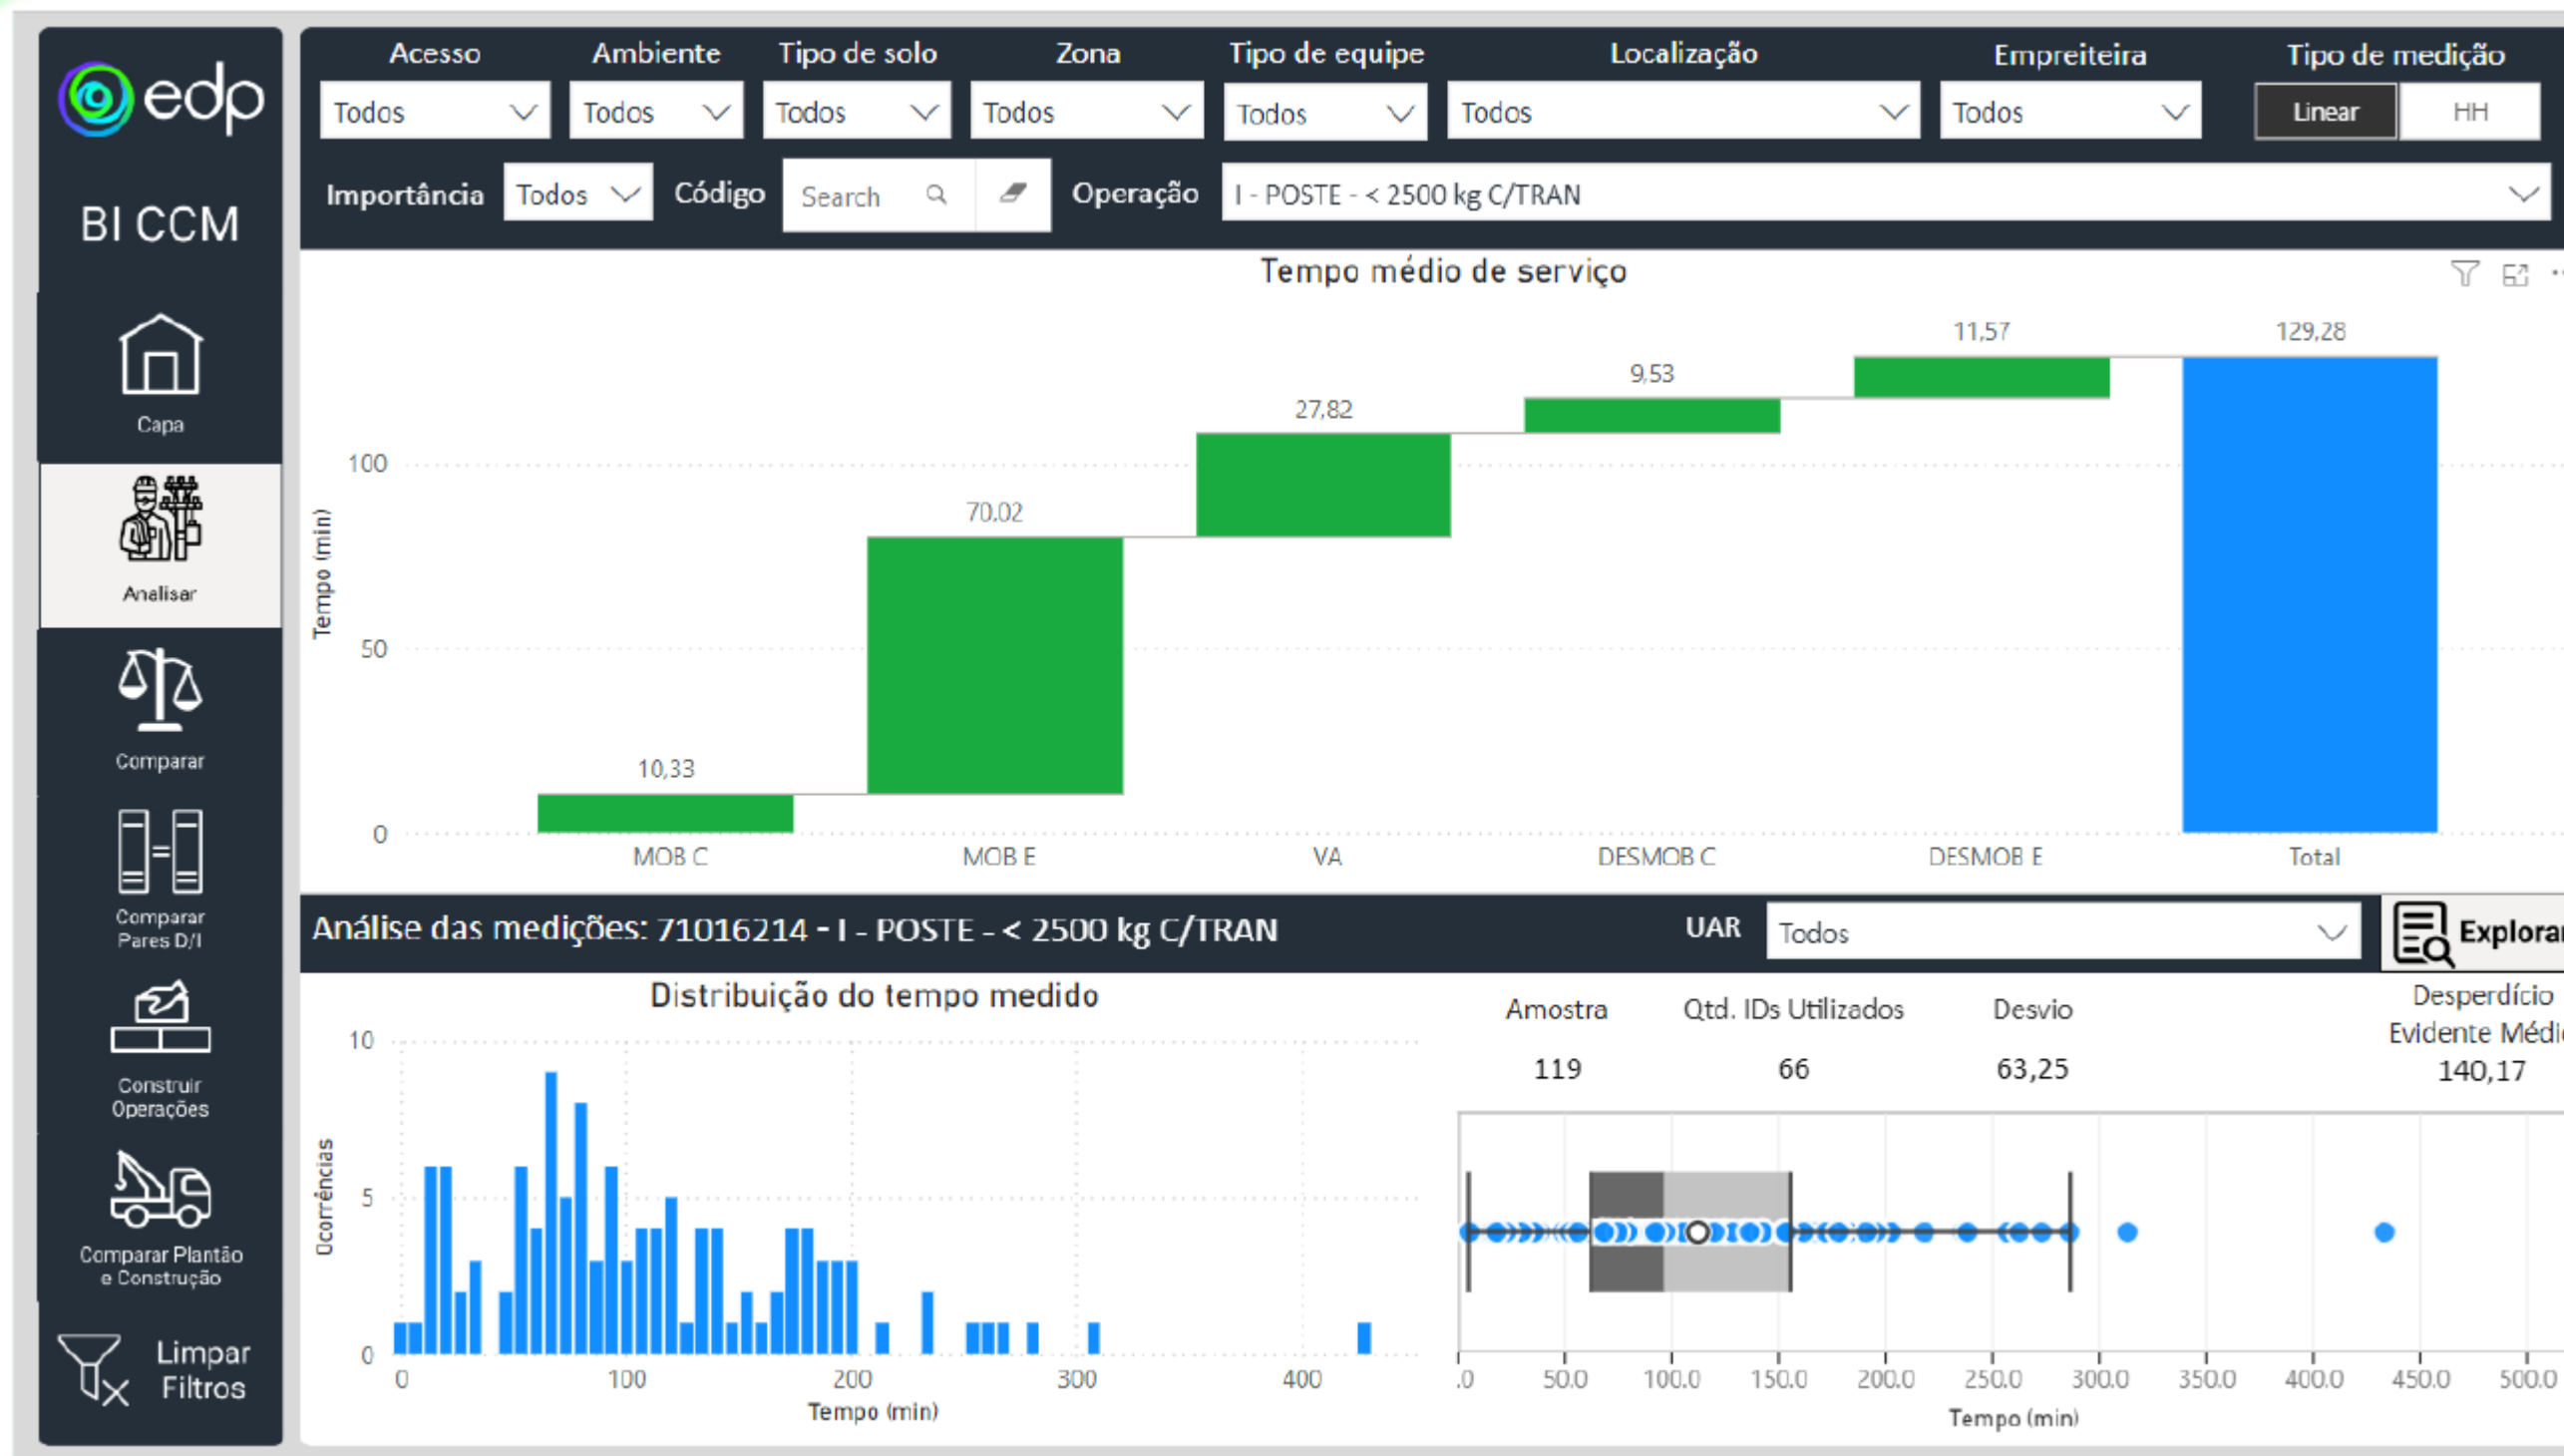 edp
BI CCM
Capa
Analisar
Comparar
Comparar
Pares D/I
Construir
Operações
Comparar Plantão
e Construção
Limpar
Filtros
Acesso Ambiente Tipo de solo Zona Tipo de equipe Localização Empreiteira Tipo de medição
Todos Todos Todos Todos Todos Todos Todos Linear HH
Importância Todos Código Search Operação I - POSTE - < 2500 kg C/TRAN
Tempo médio de serviço
Tempo (min)
100
50
0
10,33
70,02
27,82
9,53
11,57
129,28
MOB C MOB E VA DESMOB C DESMOB E Total
Análise das medições: 71016214 - I - POSTE - < 2500 kg C/TRAN UAR Todos Explorar
Distribuição do tempo medido
Ocorrências
10
5
0
0 100 200 300 400
Tempo (min)
Amostra Qtd. IDs Utilizados Desvio Desperdício
Evidente Médi
119 66 63,25 140,17
.0 50.0 100.0 150.0 200.0 250.0 300.0 350.0 400.0 450.0 500.0
Tempo (min)